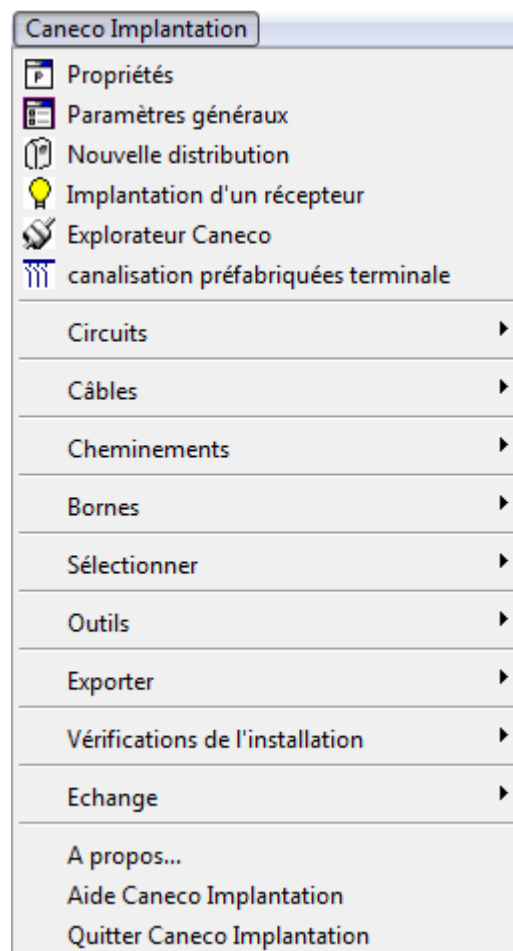 Caneco Implantation
Propriétés
Paramètres généraux
Nouvelle distribution
Implantation d'un récepteur
Explorateur Caneco
canalisation préfabriquées terminale
Circuits
Câbles
Cheminements
Bornes
Sélectionner
Outils
Exporter
Vérifications de l'installation
Echange
A propos...
Aide Caneco Implantation
Quitter Caneco Implantation